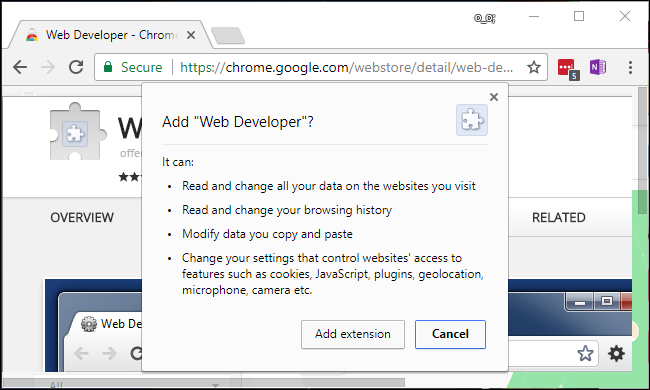 Web Developer - Chrome
Secure
https://chrome.google.com/webstore/detail/web-de...
5
Add "Web Developer"?
W
offe
It can:
Read and change all your data on the websites you visit
Read and change your browsing history
Modify data you copy and paste
Change your settings that control websites' access to
features such as cookies, JavaScript, plugins, geolocation,
microphone, camera etc.
OVERVIEW
RELATED
Web De
Add extension
Cancel
All